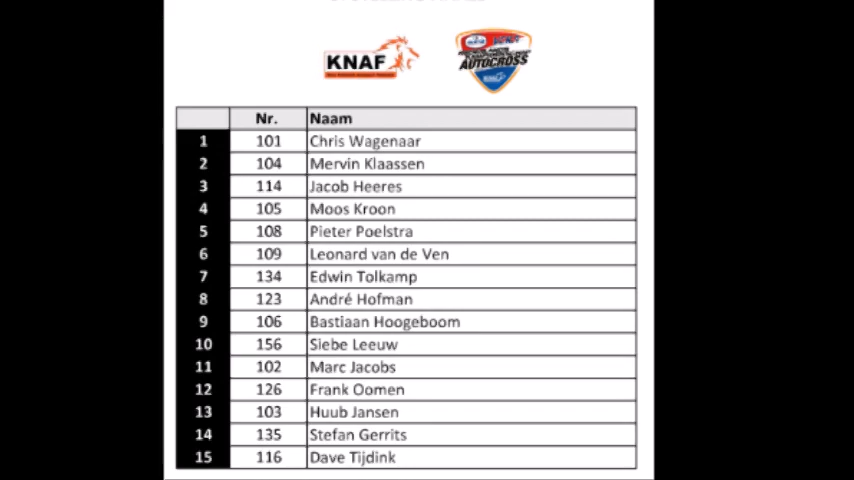 KNAF
AUTOCROSS
KNAF
Nr. Naam
1 101 Chris Wagenaar
2 104 Mervin Klaassen
3 114 Jacob Heeres
4 105 Moos Kroon
5 108 Pieter Poelstra
6 109 Leonard van de Ven
7 134 Edwin Tolkamp
8 123 André Hofman
9 106 Bastiaan Hoogeboom
10 156 Siebe Leeuw
11 102 Marc Jacobs
12 126 Frank Oomen
13 103 Huub Jansen
14 135 Stefan Gerrits
15 116 Dave Tijdink